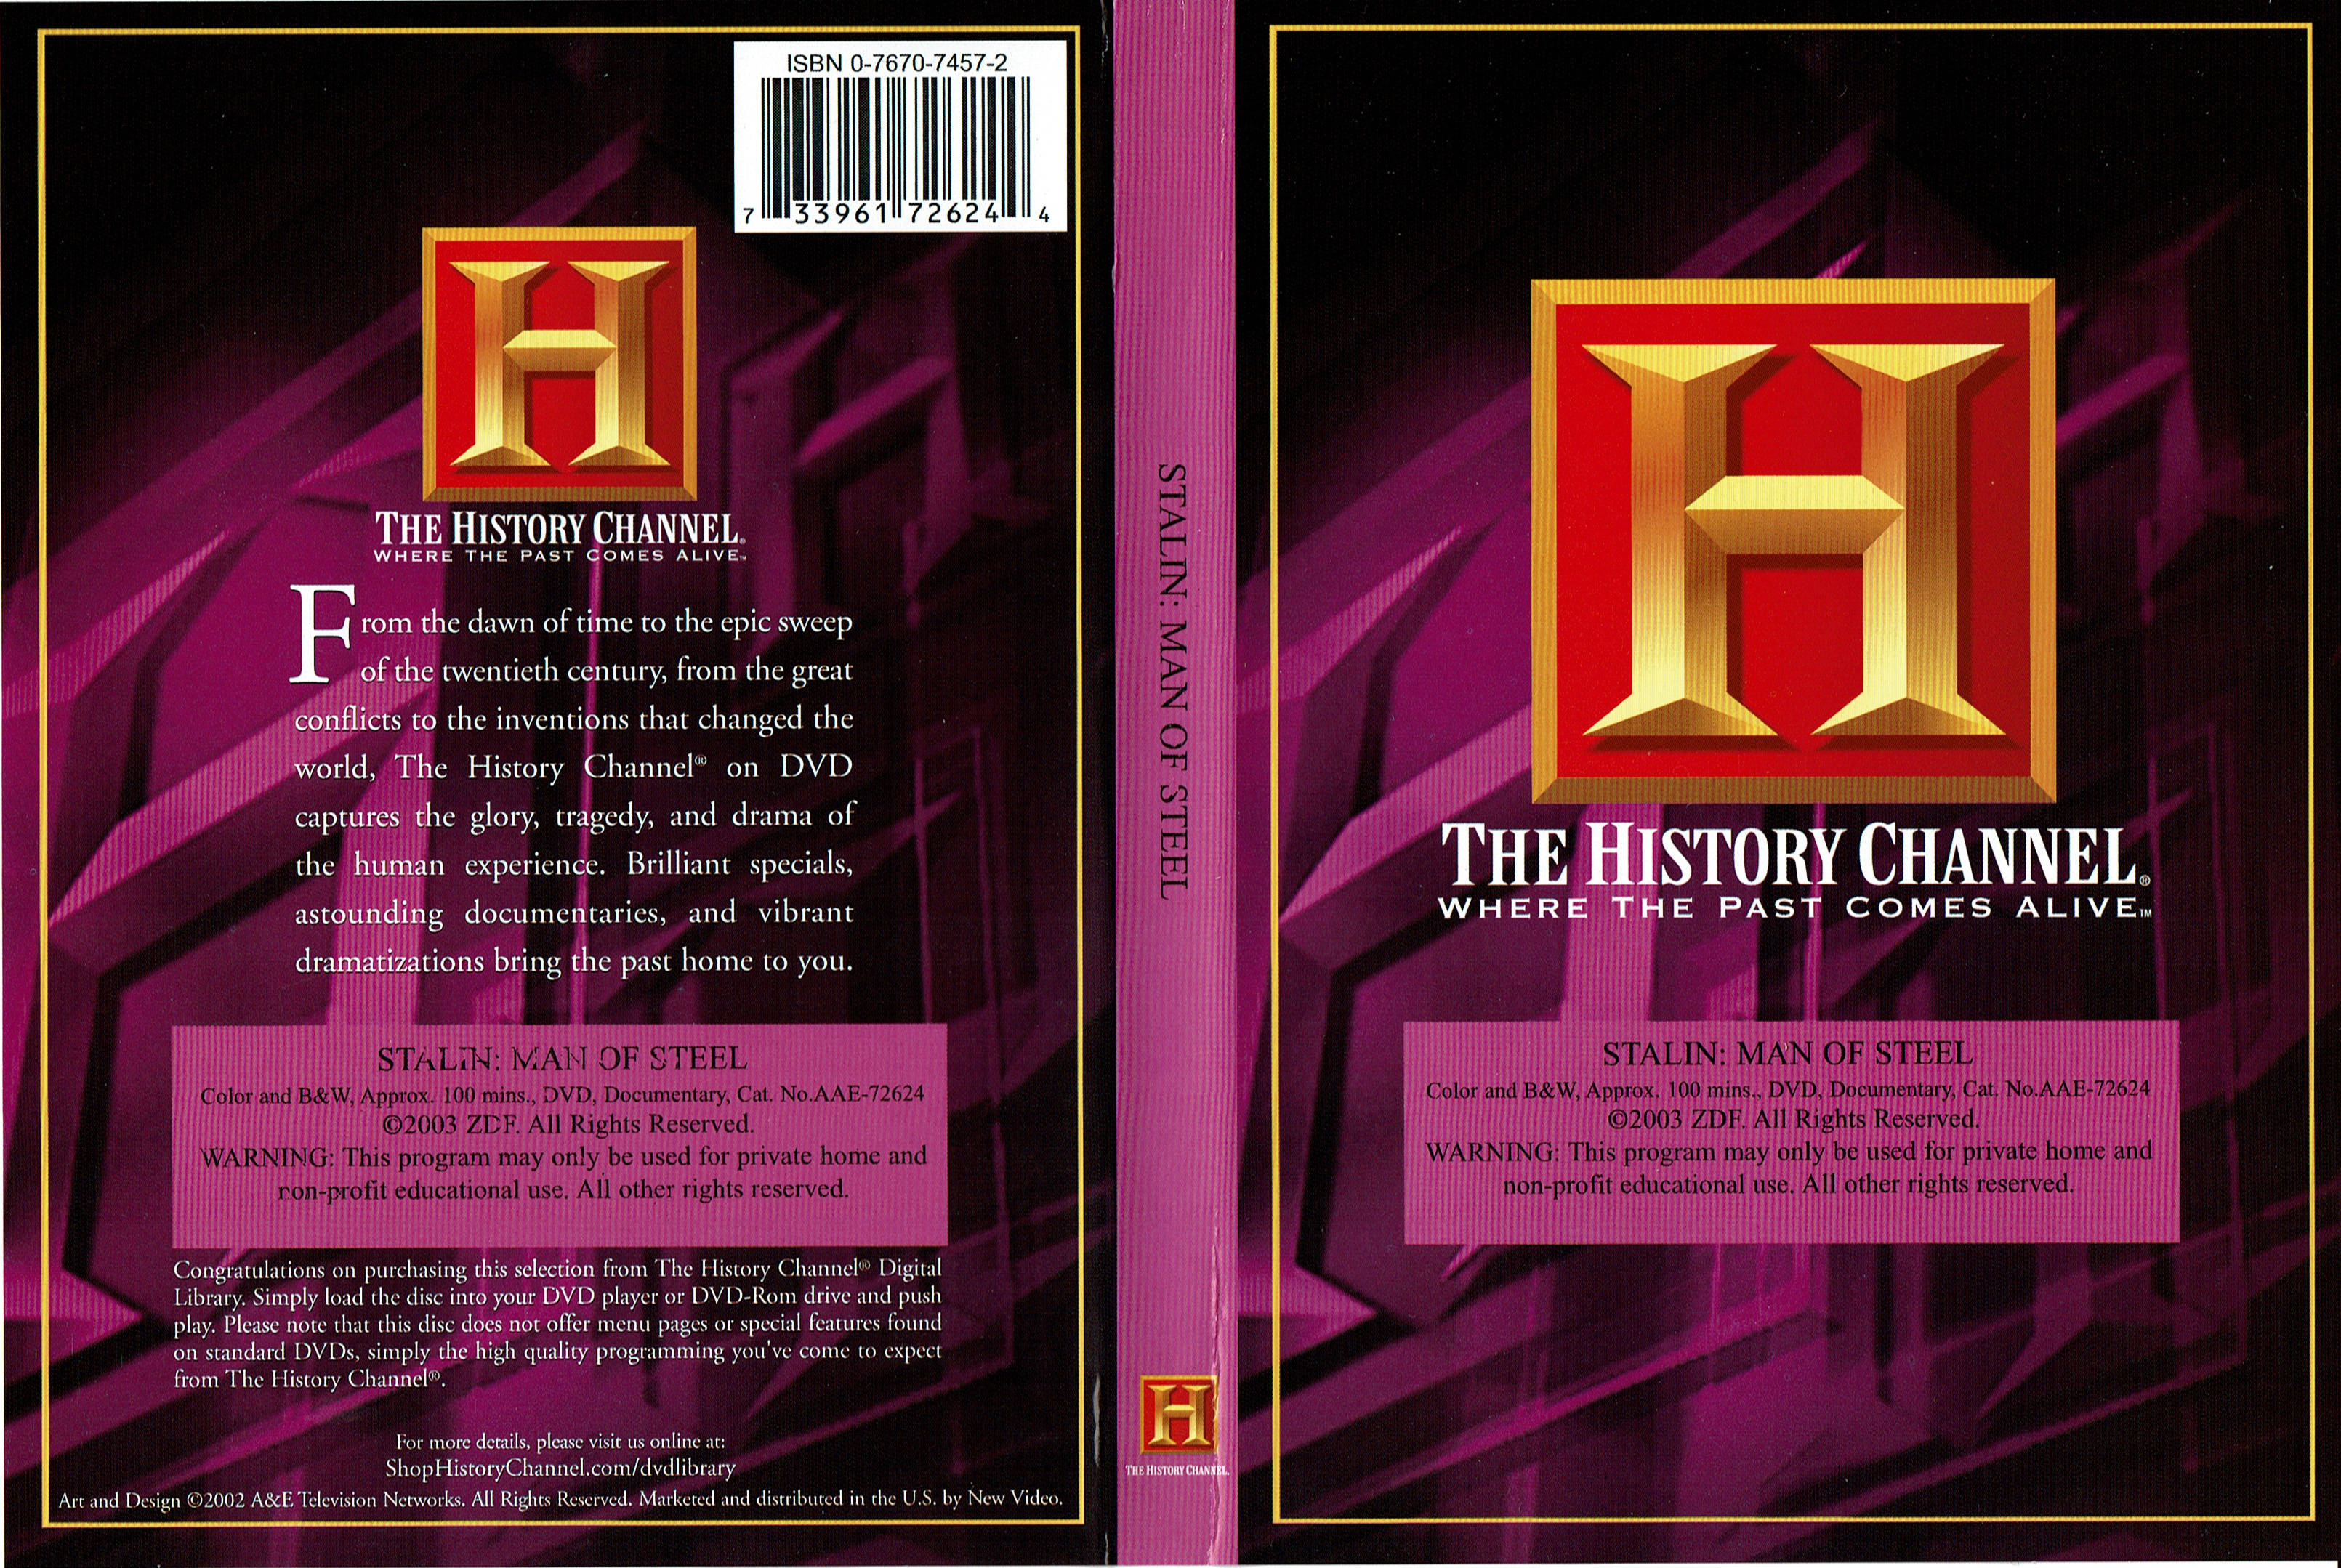 ISBN 0-7670-7457-2
7 33961 72624 4
H
THE HISTORY CHANNEL®
WHERE THE PAST COMES ALIVE™
From the dawn of time to the epic sweep
of the twentieth century, from the great
conflicts to the inventions that changed the
world, The History Channel® on DVD
captures the glory, tragedy, and drama of
the human experience. Brilliant specials,
astounding documentaries, and vibrant
dramatizations bring the past home to you.
STALIN: MAN OF STEEL
Color and B&W, Approx. 100 mins., DVD, Documentary, Cat. No.AAE-72624
©2003 ZDF. All Rights Reserved.
WARNING: This program may only be used for private home and
non-profit educational use. All other rights reserved.
Congratulations on purchasing this selection from The History Channel® Digital
Library. Simply load the disc into your DVD player or DVD-Rom drive and push
play. Please note that this disc does not offer menu pages or special features found
on standard DVDs, simply the high quality programming you've come to expect
from The History Channel®.
For more details, please visit us online at:
ShopHistoryChannel.com/dvdlibrary
Art and Design ©2002 A&E Television Networks. All Rights Reserved. Marketed and distributed in the U.S. by New Video.
STALIN: MAN OF STEEL
H
THE HISTORY CHANNEL.
H
THE HISTORY CHANNEL®
WHERE THE PAST COMES ALIVE™
STALIN: MAN OF STEEL
Color and B&W, Approx. 100 mins., DVD, Documentary, Cat. No.AAE-72624
©2003 ZDF. All Rights Reserved.
WARNING: This program may only be used for private home and
non-profit educational use. All other rights reserved.